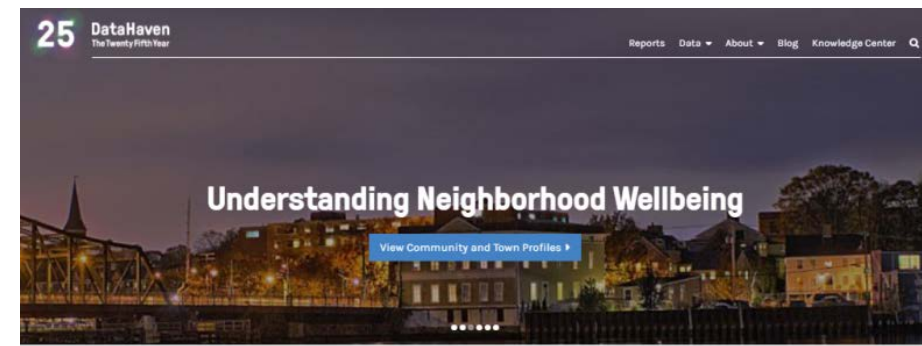 25 DataHaven
The Twenty Fifth Year
Reports Data About Blog Knowledge Center
Understanding Neighborhood Wellbeing
View Community and Town Profiles